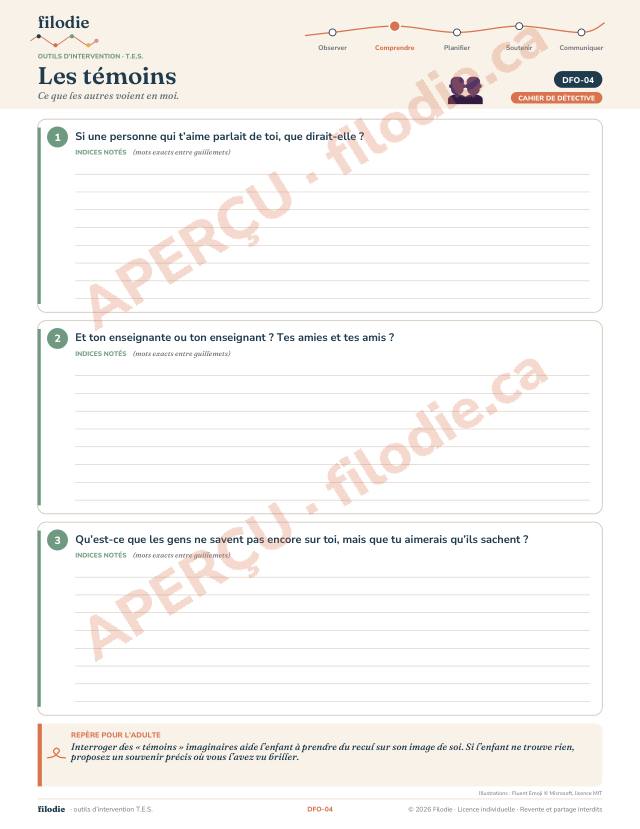 filodie
Observer Comprendre Planifier Soutenir Communiquer
OUTILS D'INTERVENTION · T.E.S.
Les témoins
Ce que les autres voient en moi.
DFO-04
CAHIER DE DÉTECTIVE
1 Si une personne qui t'aime parlait de toi, que dirait-elle ?
INDICES NOTÉS (mots exacts entre guillemets)
APERÇU · filodie.ca
2 Et ton enseignante ou ton enseignant ? Tes amies et tes amis ?
INDICES NOTÉS (mots exacts entre guillemets)
APERÇU · filodie.ca
3 Qu'est-ce que les gens ne savent pas encore sur toi, mais que tu aimerais qu'ils sachent ?
INDICES NOTÉS (mots exacts entre guillemets)
REPÈRE POUR L'ADULTE
Interroger des « témoins » imaginaires aide l'enfant à prendre du recul sur son image de soi. Si l'enfant ne trouve rien,
proposez un souvenir précis où vous l'avez vu briller.
Illustrations : Fluent Emoji © Microsoft, licence MIT
filodie · outils d'intervention T.E.S. DFO-04 © 2026 Filodie · Licence individuelle · Revente et partage interdits